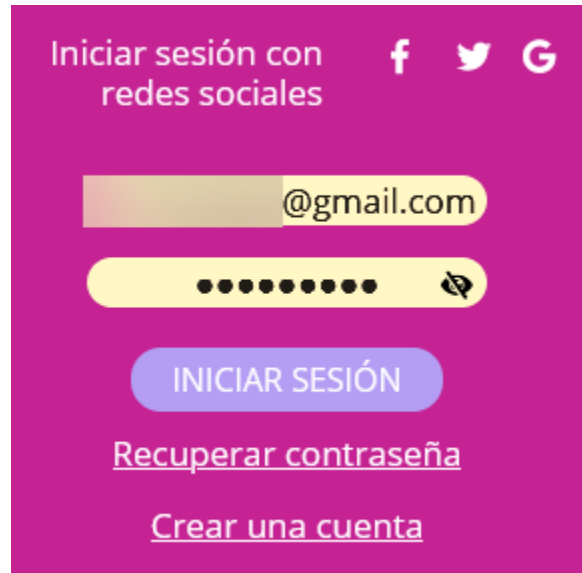 Iniciar sesión con
redes sociales
@gmail.com
●●●●●●●●●
INICIAR SESIÓN
Recuperar contraseña
Crear una cuenta